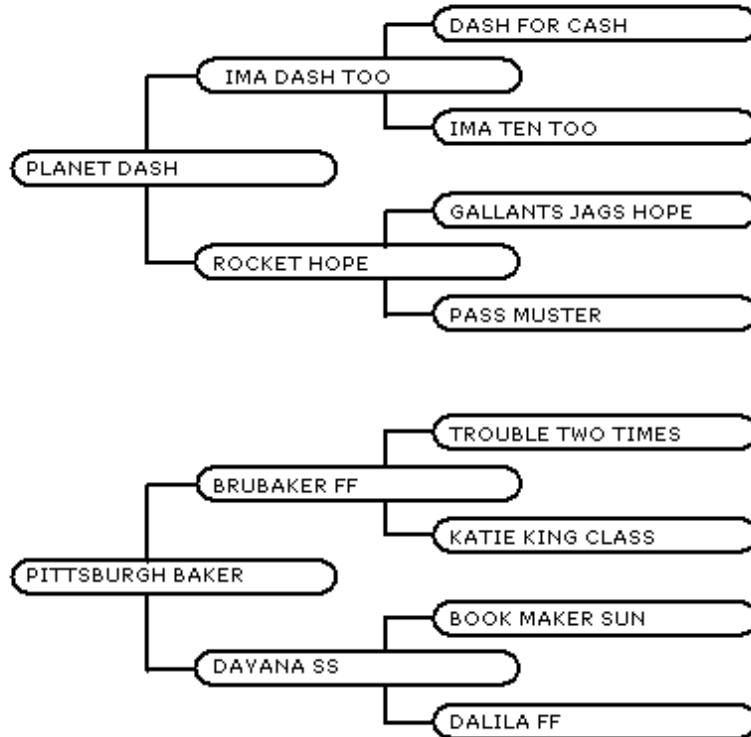 DASH FOR CASH
IMA DASH TOO
IMA TEN TOO
PLANET DASH
GALLANTS JAGS HOPE
ROCKET HOPE
PASS MUSTER
TROUBLE TWO TIMES
BRUBAKER FF
KATIE KING CLASS
PITTSBURGH BAKER
BOOK MAKER SUN
DAYANA SS
DALILA FF